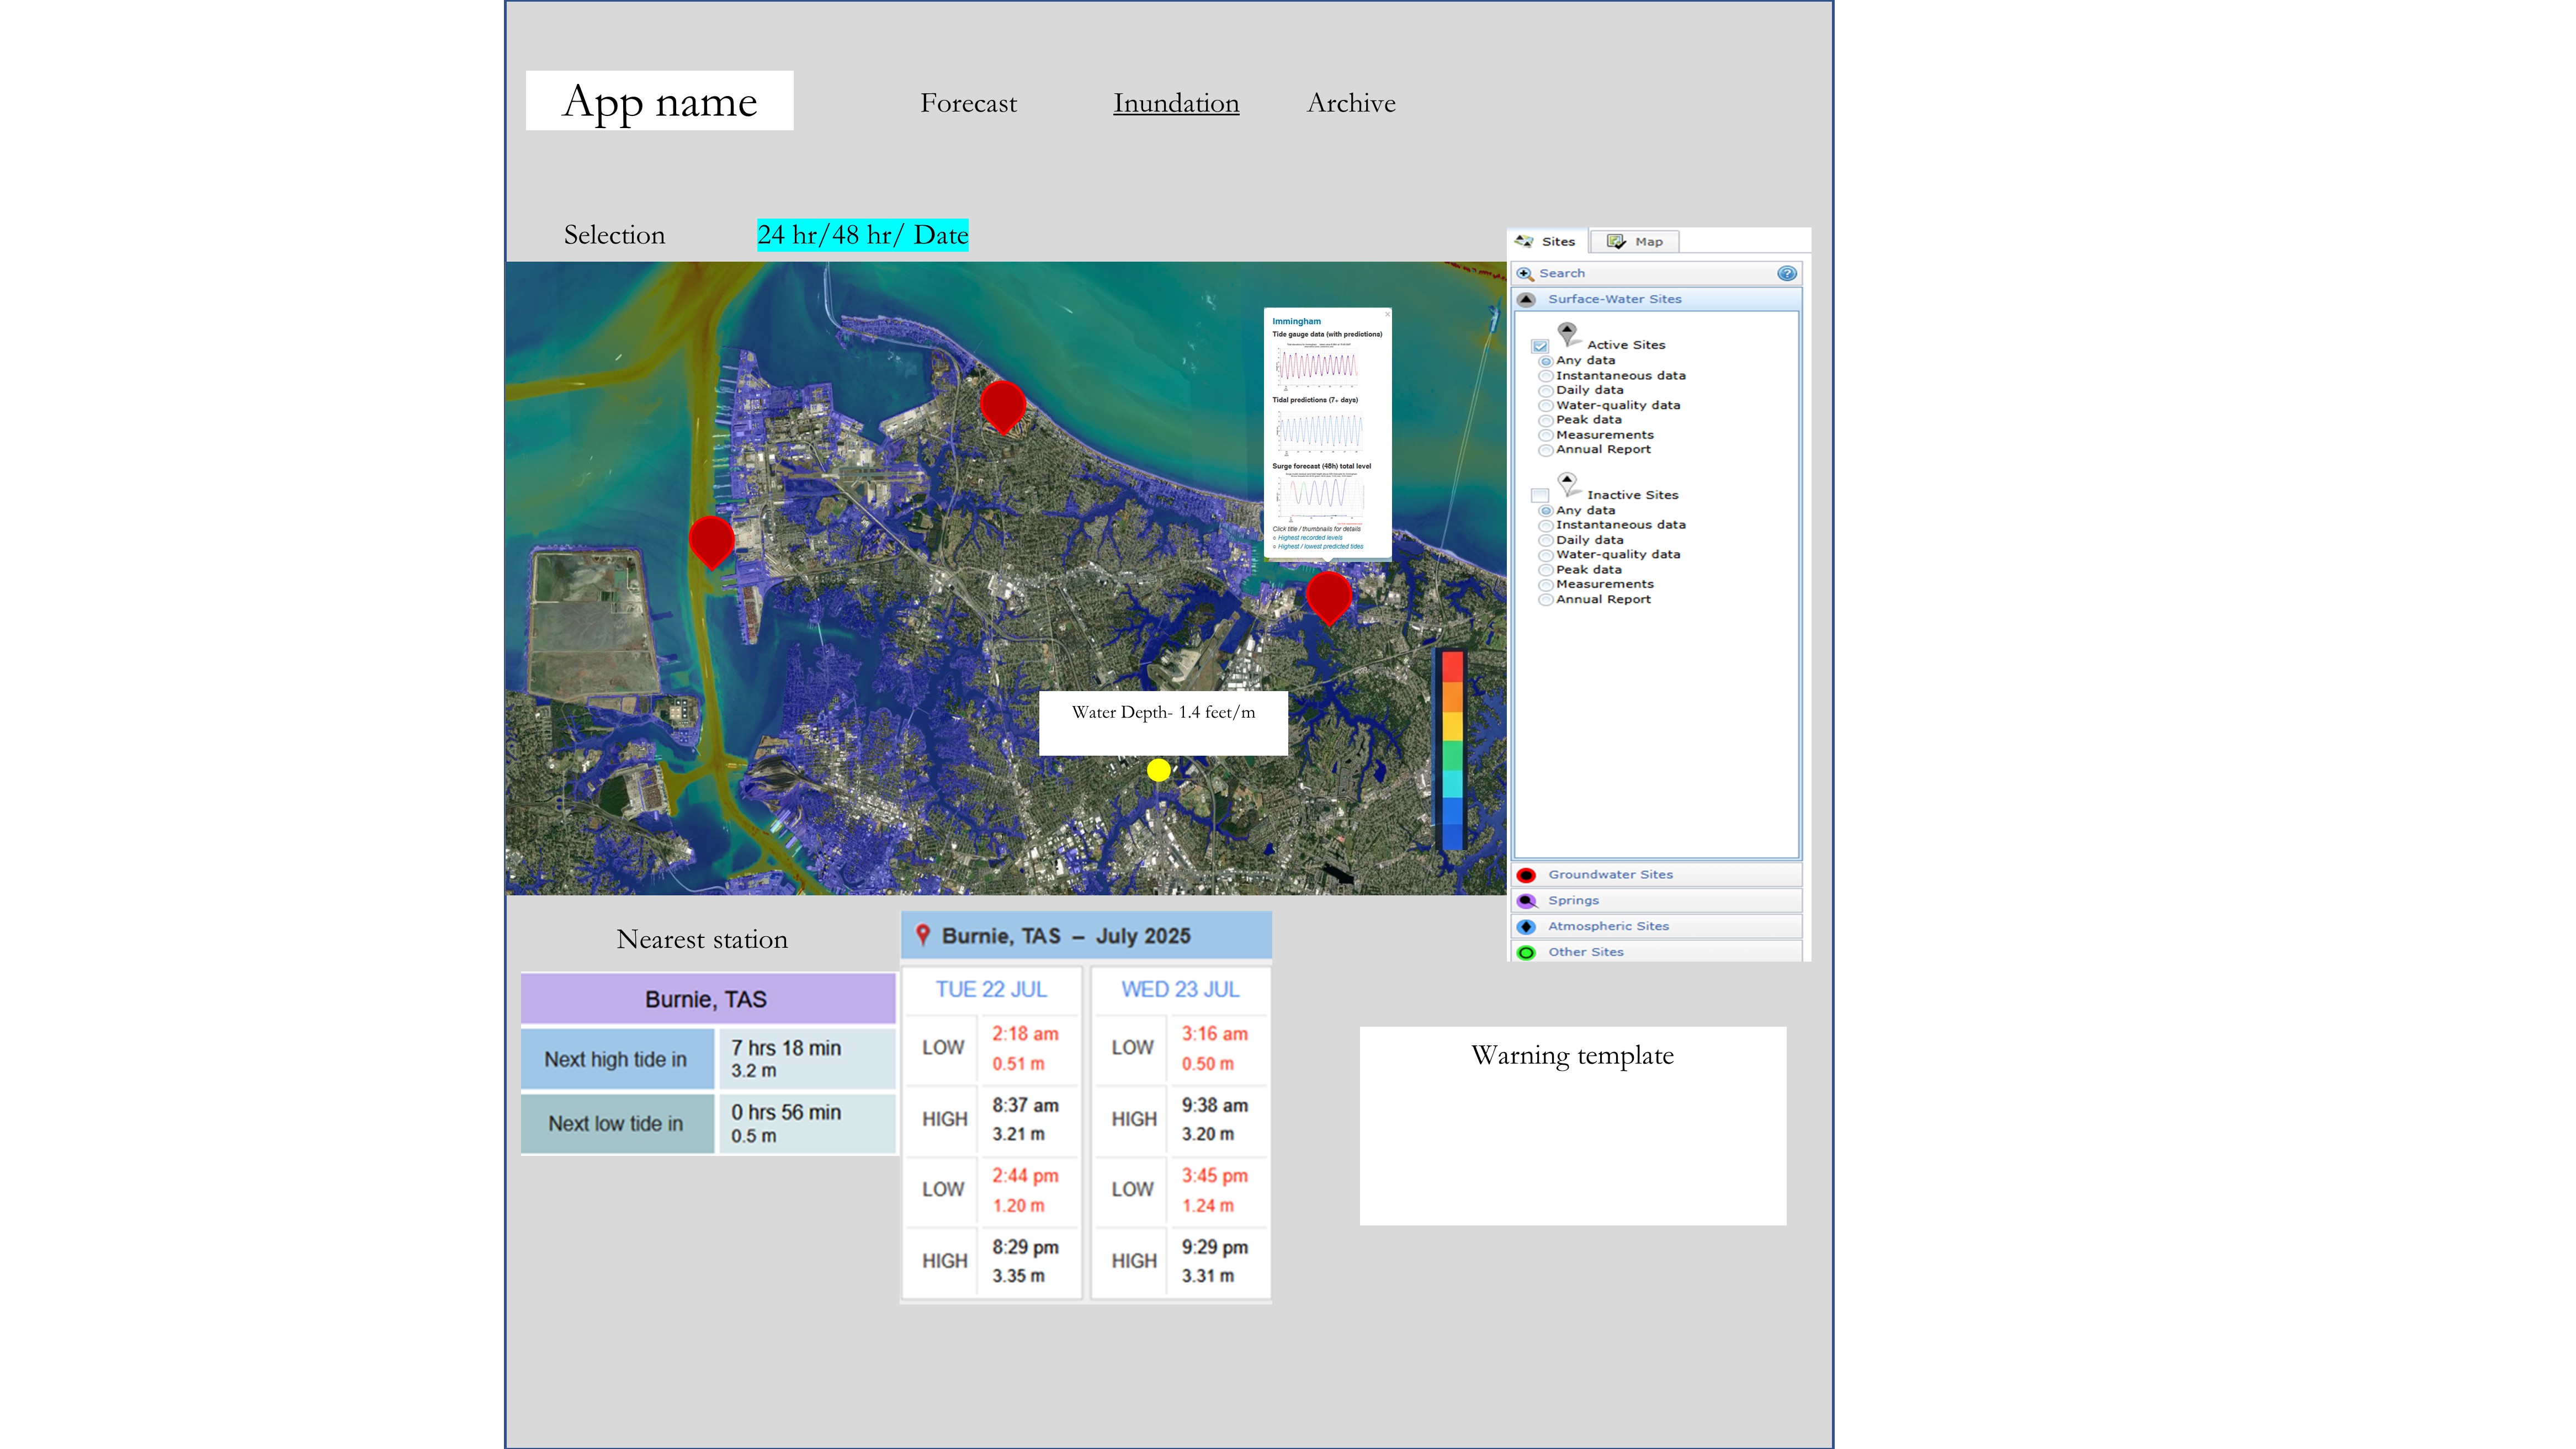 App name
Forecast
Inundation
Archive
Selection
24 hr/48 hr/ Date
Sites
Map
Search
Surface-Water Sites
Active Sites
Any data
Instantaneous data
Daily data
Water-quality data
Peak data
Measurements
Annual Report
Inactive Sites
Any data
Instantaneous data
Daily data
Water-quality data
Peak data
Measurements
Annual Report
Groundwater Sites
Springs
Atmospheric Sites
Other Sites
Immingham
Tide gauge data (with predictions)
Tidal predictions (7+ days)
Surge forecast (48h) total level
Click title / thumbnails for details
Highest recorded levels
Highest / lowest predicted tides
Water Depth- 1.4 feet/m
Nearest station
Burnie, TAS
Next high tide in
7 hrs 18 min
3.2 m
Next low tide in
0 hrs 56 min
0.5 m
Burnie, TAS – July 2025
TUE 22 JUL
LOW
2:18 am
0.51 m
HIGH
8:37 am
3.21 m
LOW
2:44 pm
1.20 m
HIGH
8:29 pm
3.35 m
WED 23 JUL
LOW
3:16 am
0.50 m
HIGH
9:38 am
3.20 m
LOW
3:45 pm
1.24 m
HIGH
9:29 pm
3.31 m
Warning template